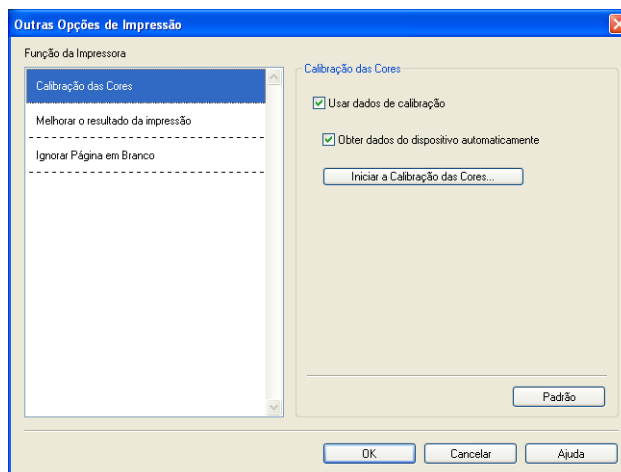 Outras Opções de Impressão
Função da Impressora
Calibração das Cores
Melhorar o resultado da impressão
Ignorar Página em Branco
Calibração das Cores
Usar dados de calibração
Obter dados do dispositivo automaticamente
Iniciar a Calibração das Cores...
Padrão
OK
Cancelar
Ajuda